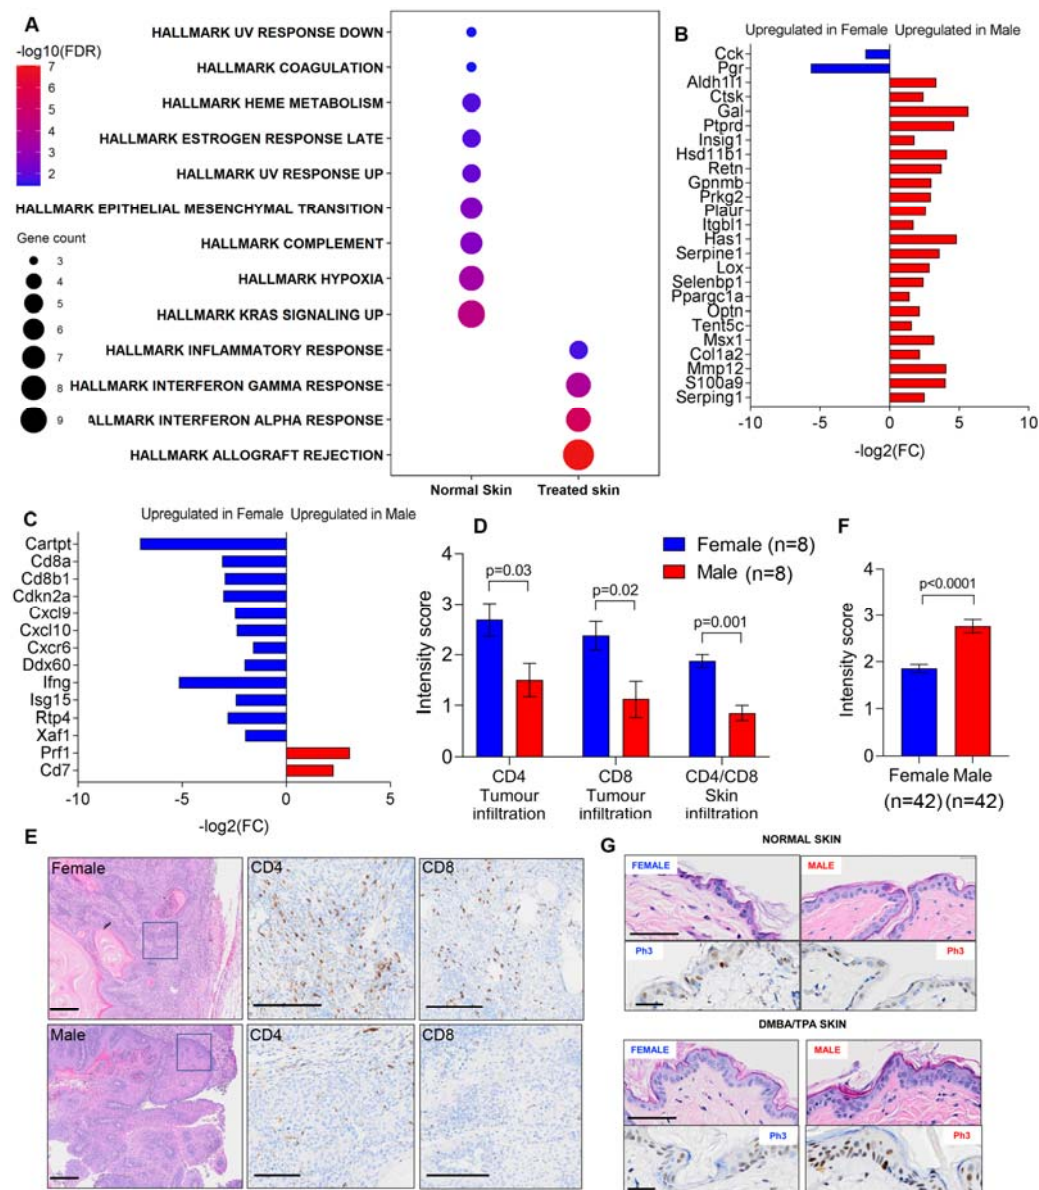 A
-log10(FDR)
7
6
5
4
3
2
Gene count
3
4
5
6
7
8
9
HALLMARK UV RESPONSE DOWN
HALLMARK COAGULATION
HALLMARK HEME METABOLISM
HALLMARK ESTROGEN RESPONSE LATE
HALLMARK UV RESPONSE UP
HALLMARK EPITHELIAL MESENCHYMAL TRANSITION
HALLMARK COMPLEMENT
HALLMARK HYPOXIA
HALLMARK KRAS SIGNALING UP
HALLMARK INFLAMMATORY RESPONSE
HALLMARK INTERFERON GAMMA RESPONSE
ALLMARK INTERFERON ALPHA RESPONSE
HALLMARK ALLOGRAFT REJECTION
Normal Skin Treated skin
B
Upregulated in Female Upregulated in Male
Cck
Pgr
Aldh1l1
Ctsk
Gal
Ptprd
Insig1
Hsd11b1
Retn
Gpnmb
Prkg2
Plaur
Itgbl1
Has1
Serpine1
Lox
Selenbp1
Ppargc1a
Optn
Tent5c
Msx1
Col1a2
Mmp12
S100a9
Serping1
-10 -5 0 5 10
-log2(FC)
C
Upregulated in Female Upregulated in Male
Cartpt
Cd8a
Cd8b1
Cdkn2a
Cxcl9
Cxcl10
Cxcr6
Ddx60
Ifng
Isg15
Rtp4
Xaf1
Prf1
Cd7
-10 -5 0 5
-log2(FC)
D
Female (n=8)
Male (n=8)
Intensity score
4
3
2
1
0
p=0.03
p=0.02
p=0.001
CD4
Tumour
infiltration
CD8
Tumour
infiltration
CD4/CD8
Skin
infiltration
F
Intensity score
4
3
2
1
0
p<0.0001
Female Male
(n=42) (n=42)
E
Female
CD4
CD8
Male
CD4
CD8
G
NORMAL SKIN
FEMALE
MALE
Ph3
Ph3
DMBA/TPA SKIN
FEMALE
MALE
Ph3
Ph3